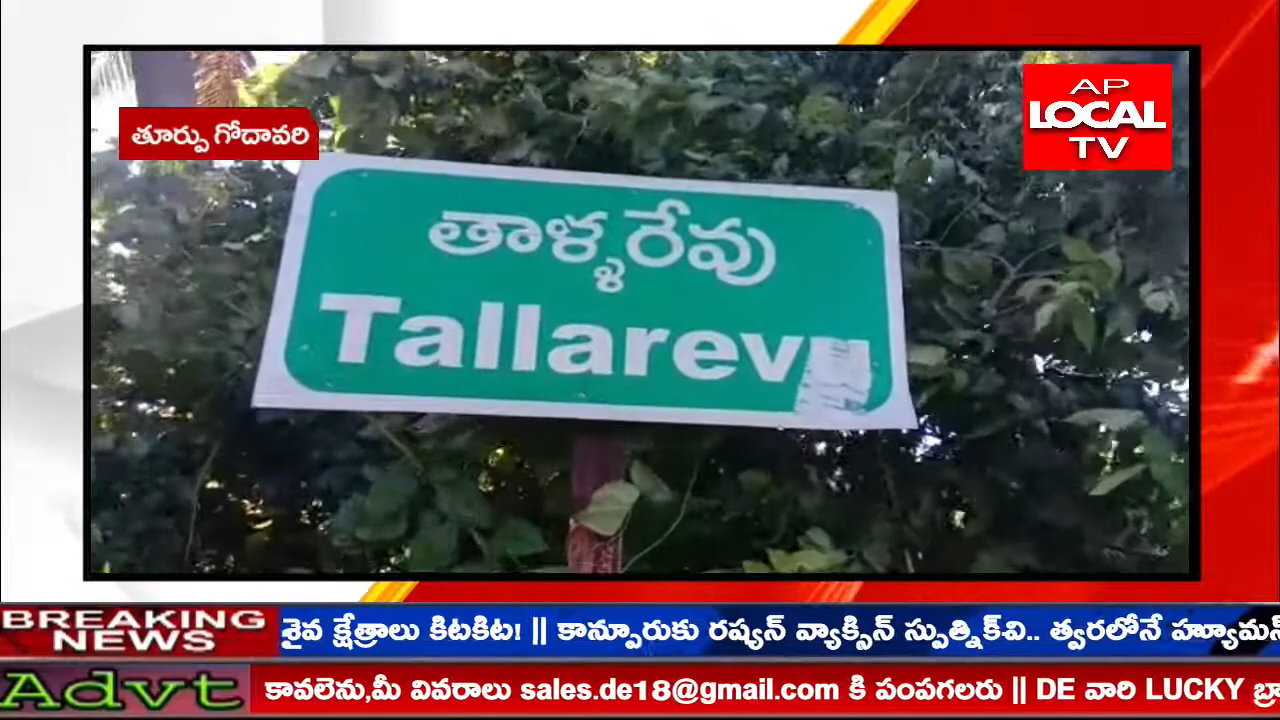 తూర్పు గోదావరి
AP
LOCAL
TV
తాళ్ళరేవు
Tallarevu
BREAKING
NEWS
శైవ క్షేత్రాలు కిటకిట! || కాన్పూరుకు రష్యన్ వ్యాక్సిన్ స్పుత్నిక్-వి.. త్వరలోనే హ్యూమన్
Advt
కావలెను,మీ వివరాలు sales.de18@gmail.com కి పంపగలరు || DE వారి LUCKY